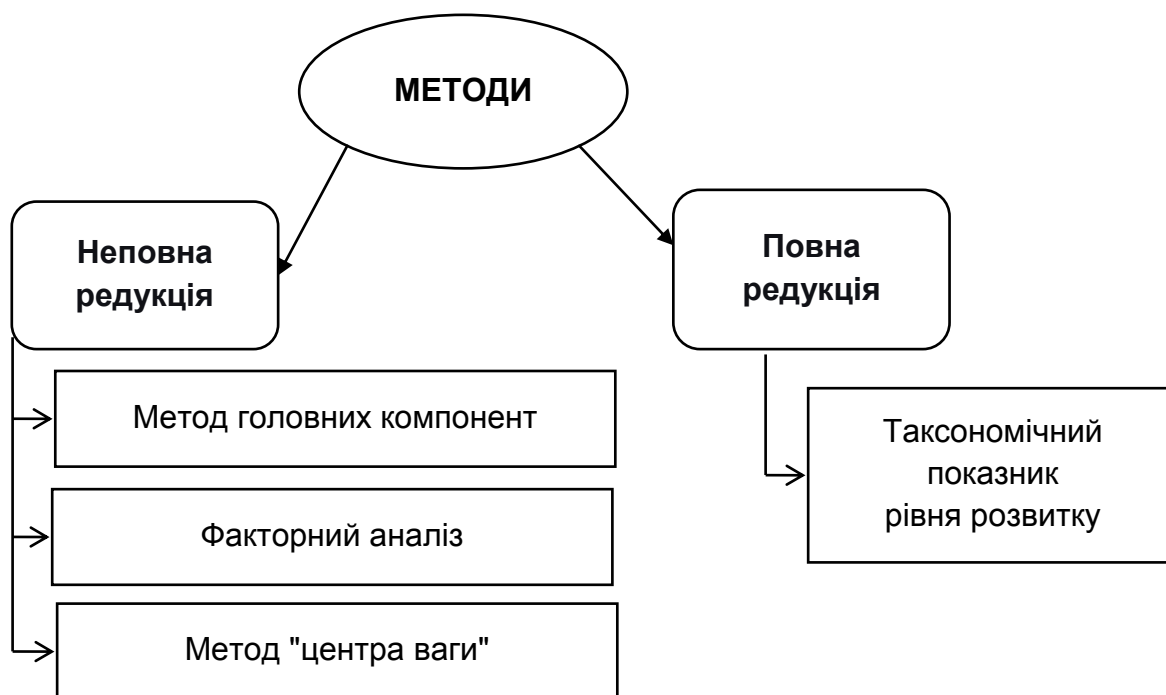 МЕТОДИ
Неповна
редукція
Повна
редукція
Метод головних компонент
Факторний аналіз
Метод "центра ваги"
Таксономічний
показник
рівня розвитку